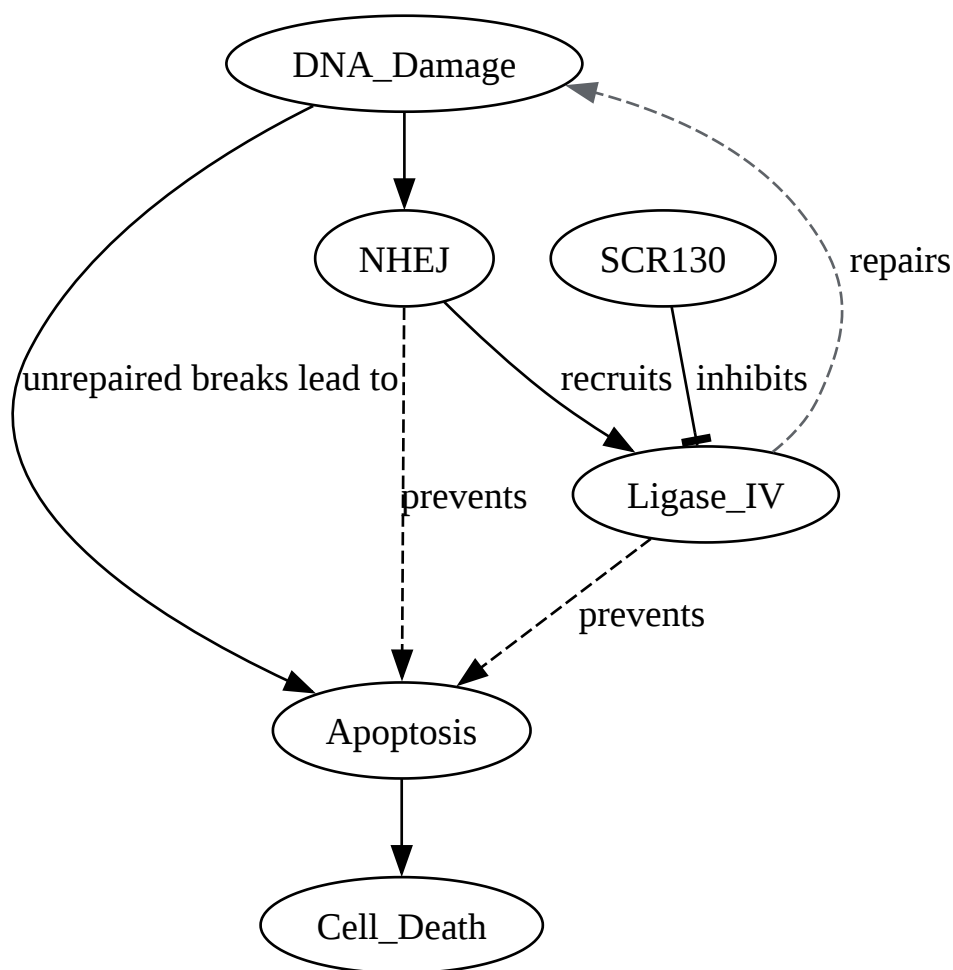 DNA_Damage
NHEJ
SCR130
repairs
unrepaired breaks lead to
recruits
inhibits
prevents
Ligase_IV
prevents
Apoptosis
Cell_Death